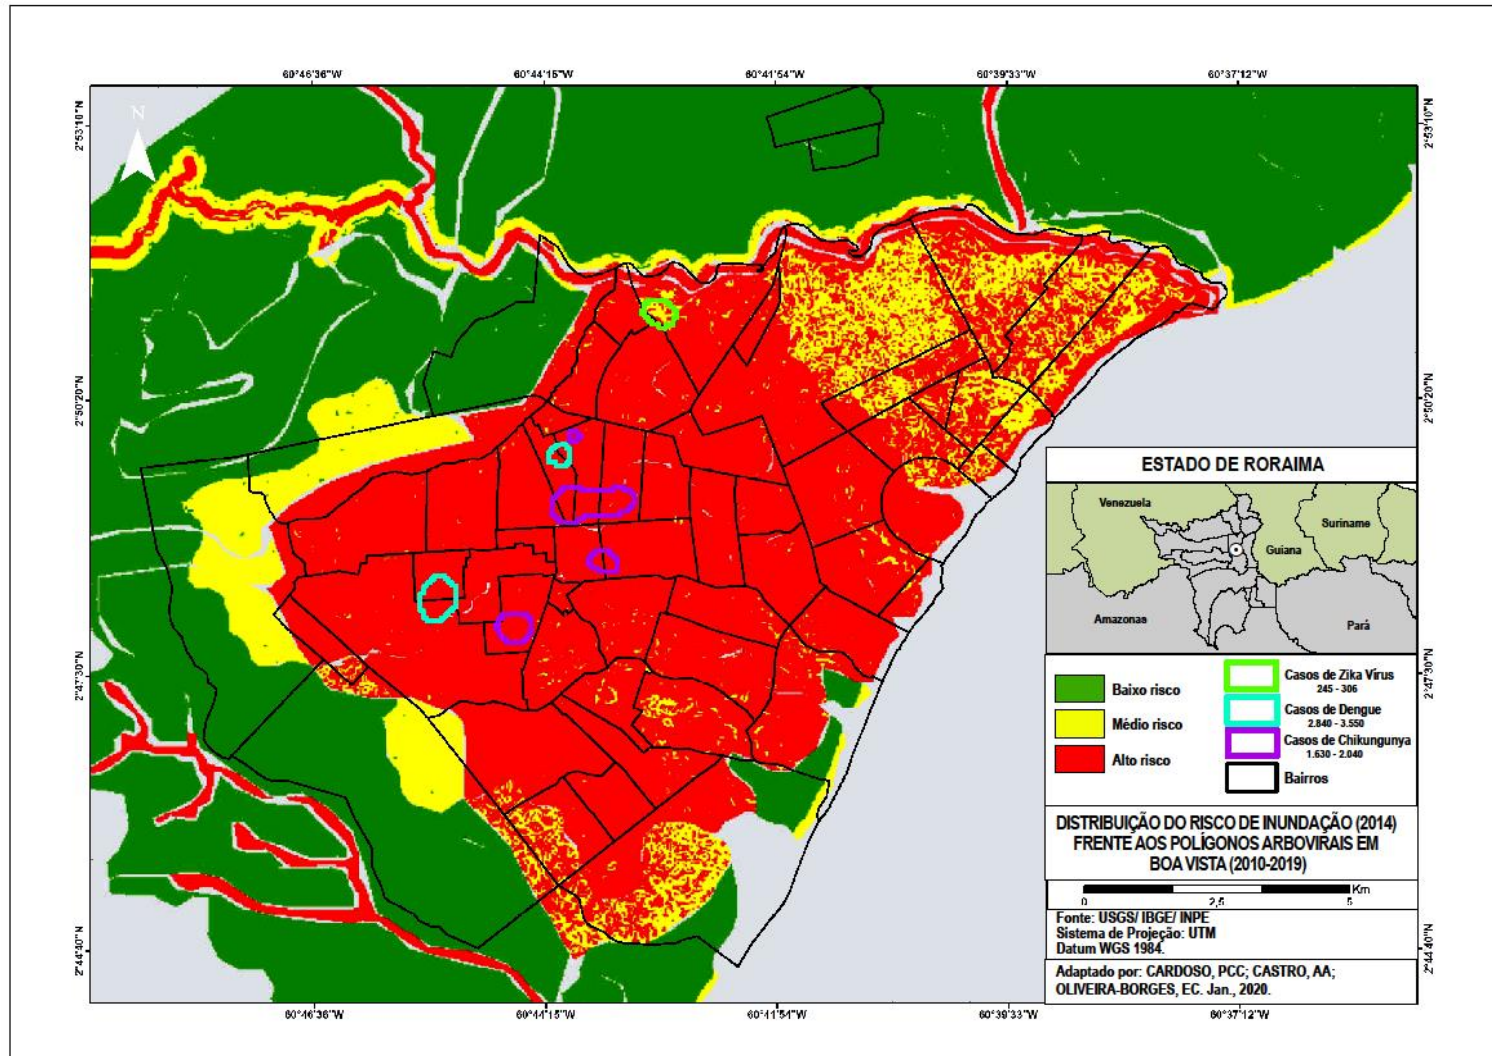 60°46'36"W 60°44'15"W 60°41'54"W 60°39'33"W 60°37'12"W
N
2°53'10"N 2°53'10"N
2°50'20"N 2°50'20"N
2°47'30"N 2°47'30"N
2°44'40"N 2°44'40"N
ESTADO DE RORAIMA
Venezuela
Suriname
Guiana
Amazonas
Pará
Baixo risco
Médio risco
Alto risco
Casos de Zika Vírus
245 - 306
Casos de Dengue
2.840 - 3.550
Casos de Chikungunya
1.630 - 2.040
Bairros
DISTRIBUIÇÃO DO RISCO DE INUNDAÇÃO (2014)
FRENTE AOS POLÍGONOS ARBOVIRAIS EM
BOA VISTA (2010-2019)
Km
0 2,5 5
Fonte: USGS/ IBGE/ INPE
Sistema de Projeção: UTM
Datum WGS 1984.
Adaptado por: CARDOSO, PCC; CASTRO, AA;
OLIVEIRA-BORGES, EC. Jan., 2020.
60°46'36"W 60°44'15"W 60°41'54"W 60°39'33"W 60°37'12"W